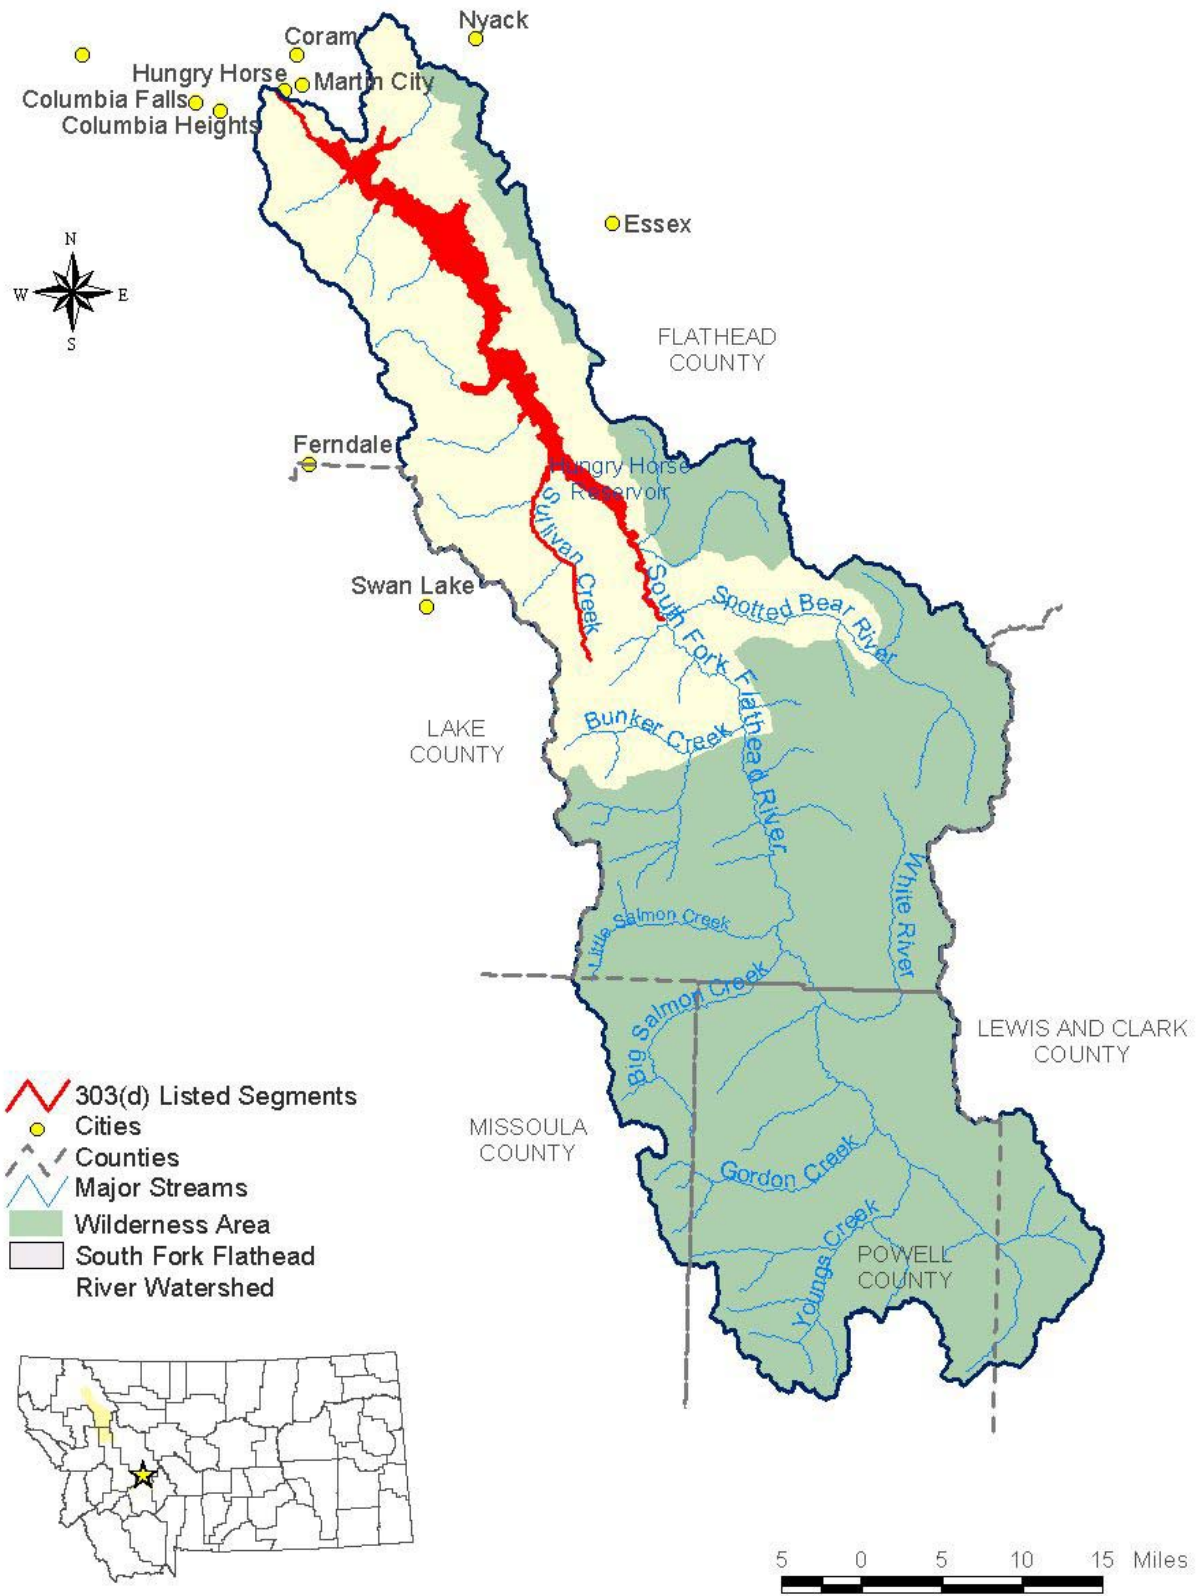 Nyack
Coram
Hungry Horse
Martin City
Columbia Falls
Columbia Heights
Essex
N
W
E
S
FLATHEAD
COUNTY
Ferndale
Hungry Horse
Reservoir
Sullivan Creek
Swan Lake
South Fork Flathead River
Spotted Bear River
LAKE
COUNTY
Bunker Creek
White River
Little Salmon Creek
Big Salmon Creek
LEWIS AND CLARK
COUNTY
MISSOULA
COUNTY
Gordon Creek
Youngs Creek
POWELL
COUNTY
303(d) Listed Segments
Cities
Counties
Major Streams
Wilderness Area
South Fork Flathead
River Watershed
5 0 5 10 15 Miles